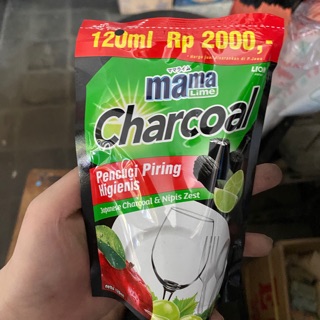 120ml Rp 2000,-
LION
mama
Lime
Charcoal
Pencuci Piring
Higienis
Japanese Charcoal & Nipis Zest